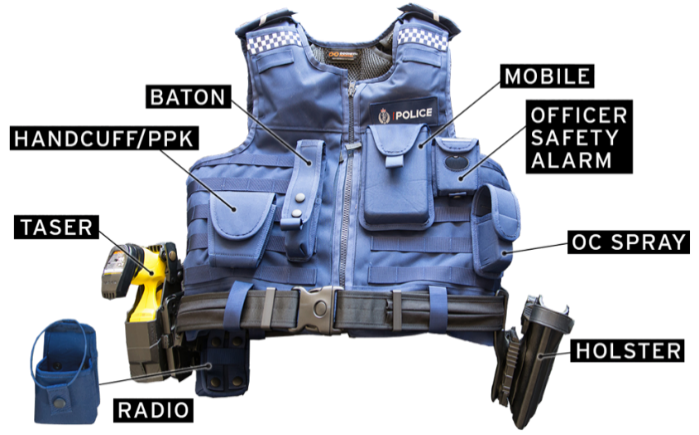 MOBILE
BATON
POLICE
OFFICER
SAFETY
ALARM
HANDCUFF/PPK
TASER
OC SPRAY
HOLSTER
RADIO